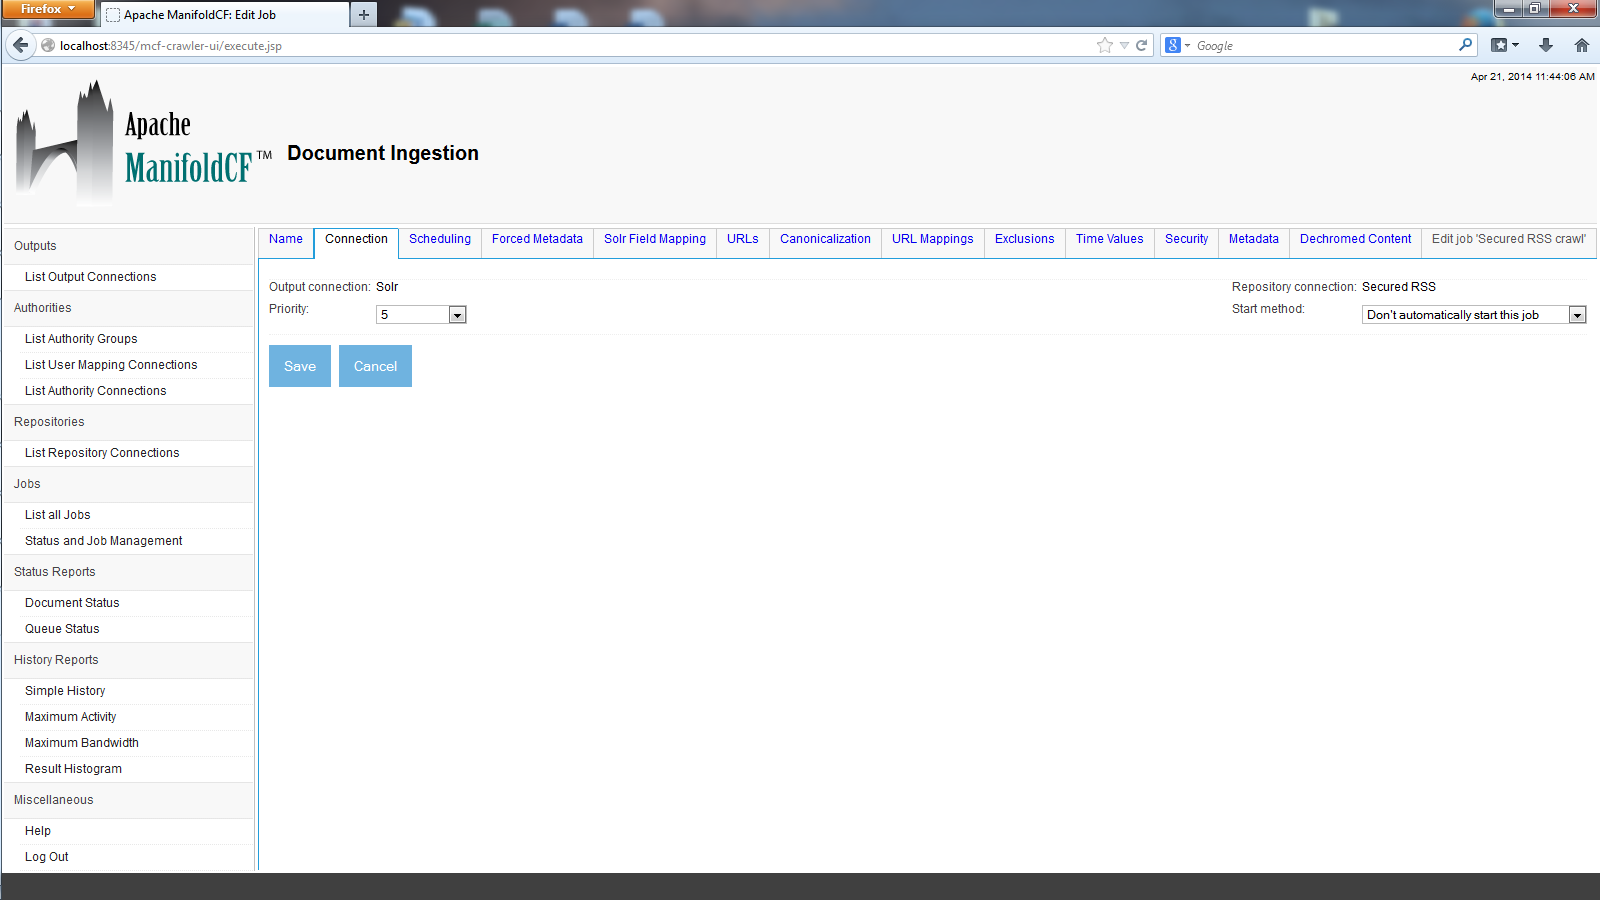 Firefox
Apache ManifoldCF: Edit Job
localhost:8345/mcf-crawler-ui/execute.jsp
Google
Apr 21, 2014 11:44:06 AM
Apache
ManifoldCF™
Document Ingestion
Outputs
List Output Connections
Authorities
List Authority Groups
List User Mapping Connections
List Authority Connections
Repositories
List Repository Connections
Jobs
List all Jobs
Status and Job Management
Status Reports
Document Status
Queue Status
History Reports
Simple History
Maximum Activity
Maximum Bandwidth
Result Histogram
Miscellaneous
Help
Log Out
Name Connection Scheduling Forced Metadata Solr Field Mapping URLs Canonicalization URL Mappings Exclusions Time Values Security Metadata Dechromed Content Edit job 'Secured RSS crawl'
Output connection: Solr Repository connection: Secured RSS
Priority: 5 Start method: Don't automatically start this job
Save Cancel